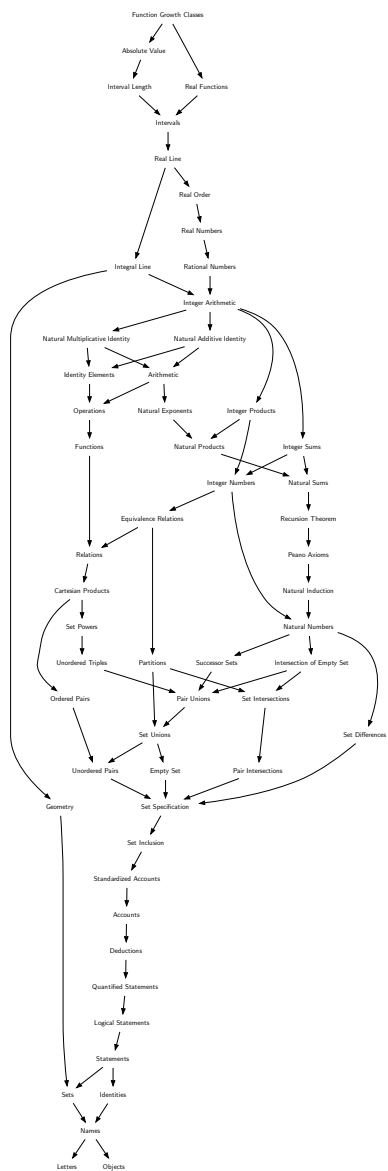 Function Growth Classes
Absolute Value
Interval Length
Real Functions
Intervals
Real Line
Real Order
Real Numbers
Integral Line
Rational Numbers
Integer Arithmetic
Natural Multiplicative Identity
Natural Additive Identity
Identity Elements
Arithmetic
Operations
Natural Exponents
Integer Products
Functions
Natural Products
Integer Sums
Integer Numbers
Natural Sums
Equivalence Relations
Recursion Theorem
Relations
Peano Axioms
Cartesian Products
Natural Induction
Set Powers
Natural Numbers
Unordered Triples
Partitions
Successor Sets
Intersection of Empty Set
Ordered Pairs
Pair Unions
Set Intersections
Set Unions
Set Differences
Unordered Pairs
Empty Set
Pair Intersections
Geometry
Set Specification
Set Inclusion
Standardized Accounts
Accounts
Deductions
Quantified Statements
Logical Statements
Statements
Sets
Identities
Names
Letters
Objects